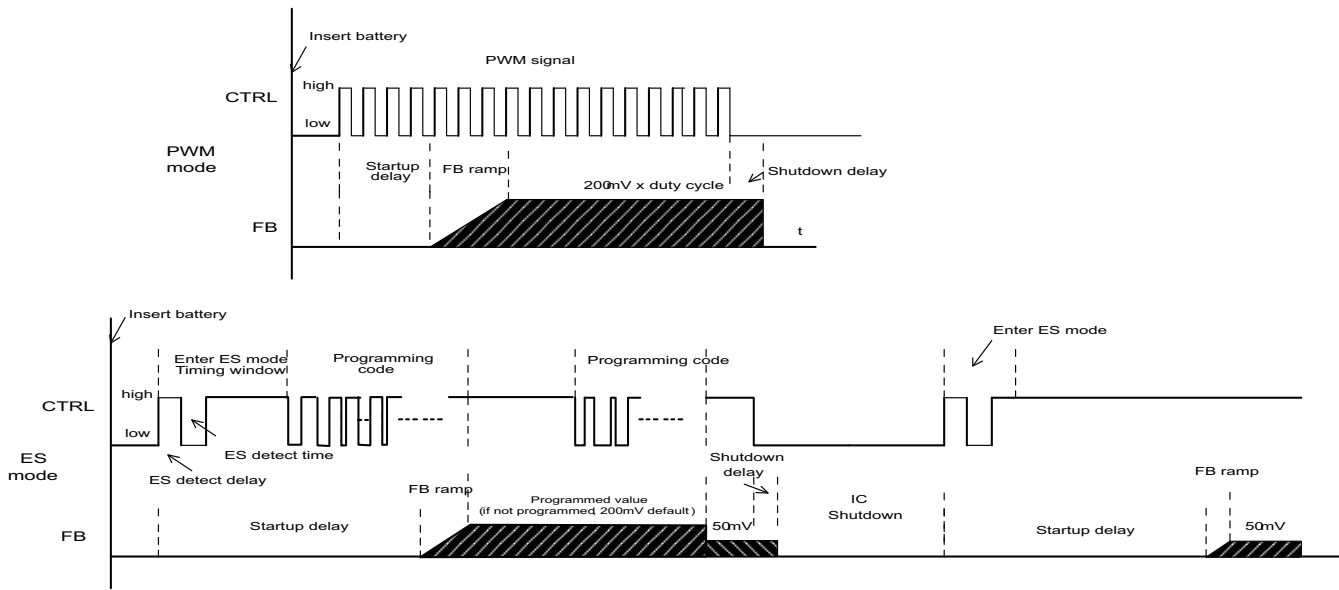 Insert battery
PWM signal
CTRL
high
low
PWM
mode
Startup
delay
FB ramp
200mV x duty cycle
Shutdown delay
FB
t
Insert battery
Enter ES mode
Enter ES mode
Timing window
Programming
code
Programming code
high
CTRL
low
ES detect time
ES
mode
ES detect delay
Shutdown
delay
FB ramp
Programmed value
(if not programmed, 200mV default)
50mV
IC
Shutdown
FB ramp
FB
Startup delay
Startup delay
50mV